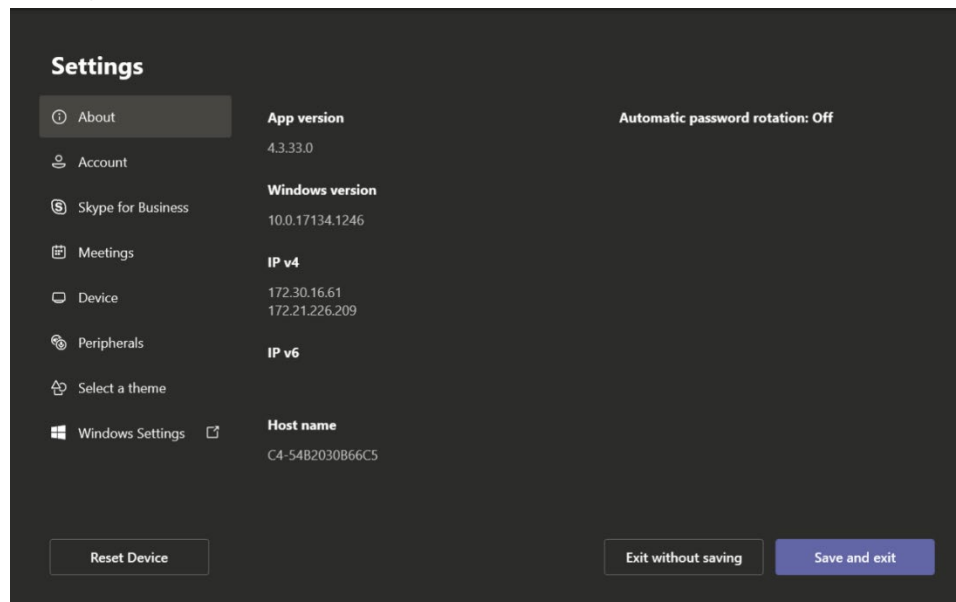 Settings
About
Account
Skype for Business
Meetings
Device
Peripherals
Select a theme
Windows Settings
App version
4.3.33.0
Windows version
10.0.17134.1246
IP v4
172.30.16.61
172.21.226.209
IP v6
Host name
C4-54B2030B66C5
Automatic password rotation: Off
Reset Device
Exit without saving
Save and exit